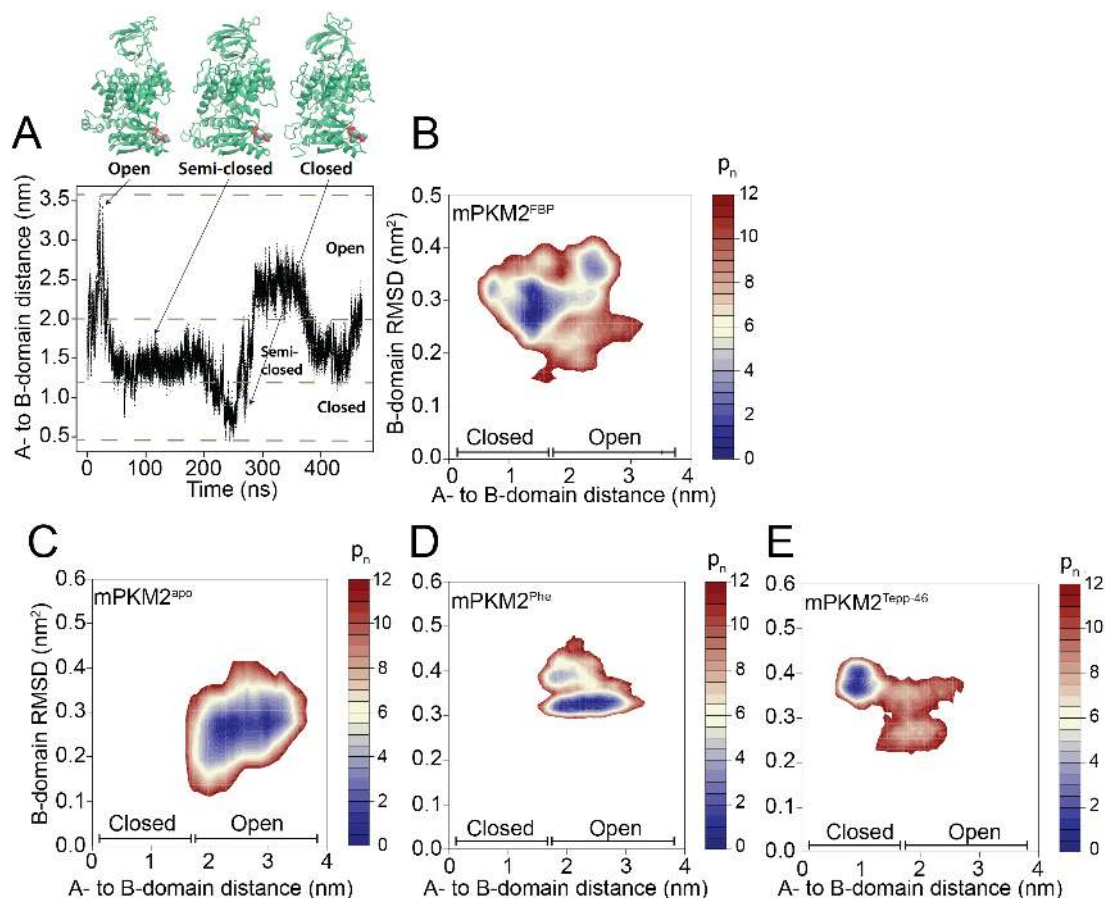 A
Open Semi-closed Closed
A- to B-domain distance (nm)
3.5
3.0
2.5
2.0
1.5
1.0
0.5
Open
Semi-
closed
Closed
0 100 200 300 400
Time (ns)
B
pn
mPKM2FBP
B-domain RMSD (nm²)
0.5
0.4
0.3
0.2
0.1
0.0
Closed Open
0 1 2 3 4
A- to B-domain distance (nm)
12
10
8
6
4
2
0
C
pn
mPKM2apo
B-domain RMSD (nm²)
0.6
0.5
0.4
0.3
0.2
0.1
0
Closed Open
0 1 2 3 4
A- to B-domain distance (nm)
12
10
8
6
4
2
0
D
pn
mPKM2Phe
0.6
0.5
0.4
0.3
0.2
0.1
0
Closed Open
0 1 2 3 4
A- to B-domain distance (nm)
12
10
8
6
4
2
0
E
pn
mPKM2Tepp-46
0.6
0.5
0.4
0.3
0.2
0.1
0
Closed Open
0 1 2 3 4
A- to B-domain distance (nm)
12
10
8
6
4
2
0